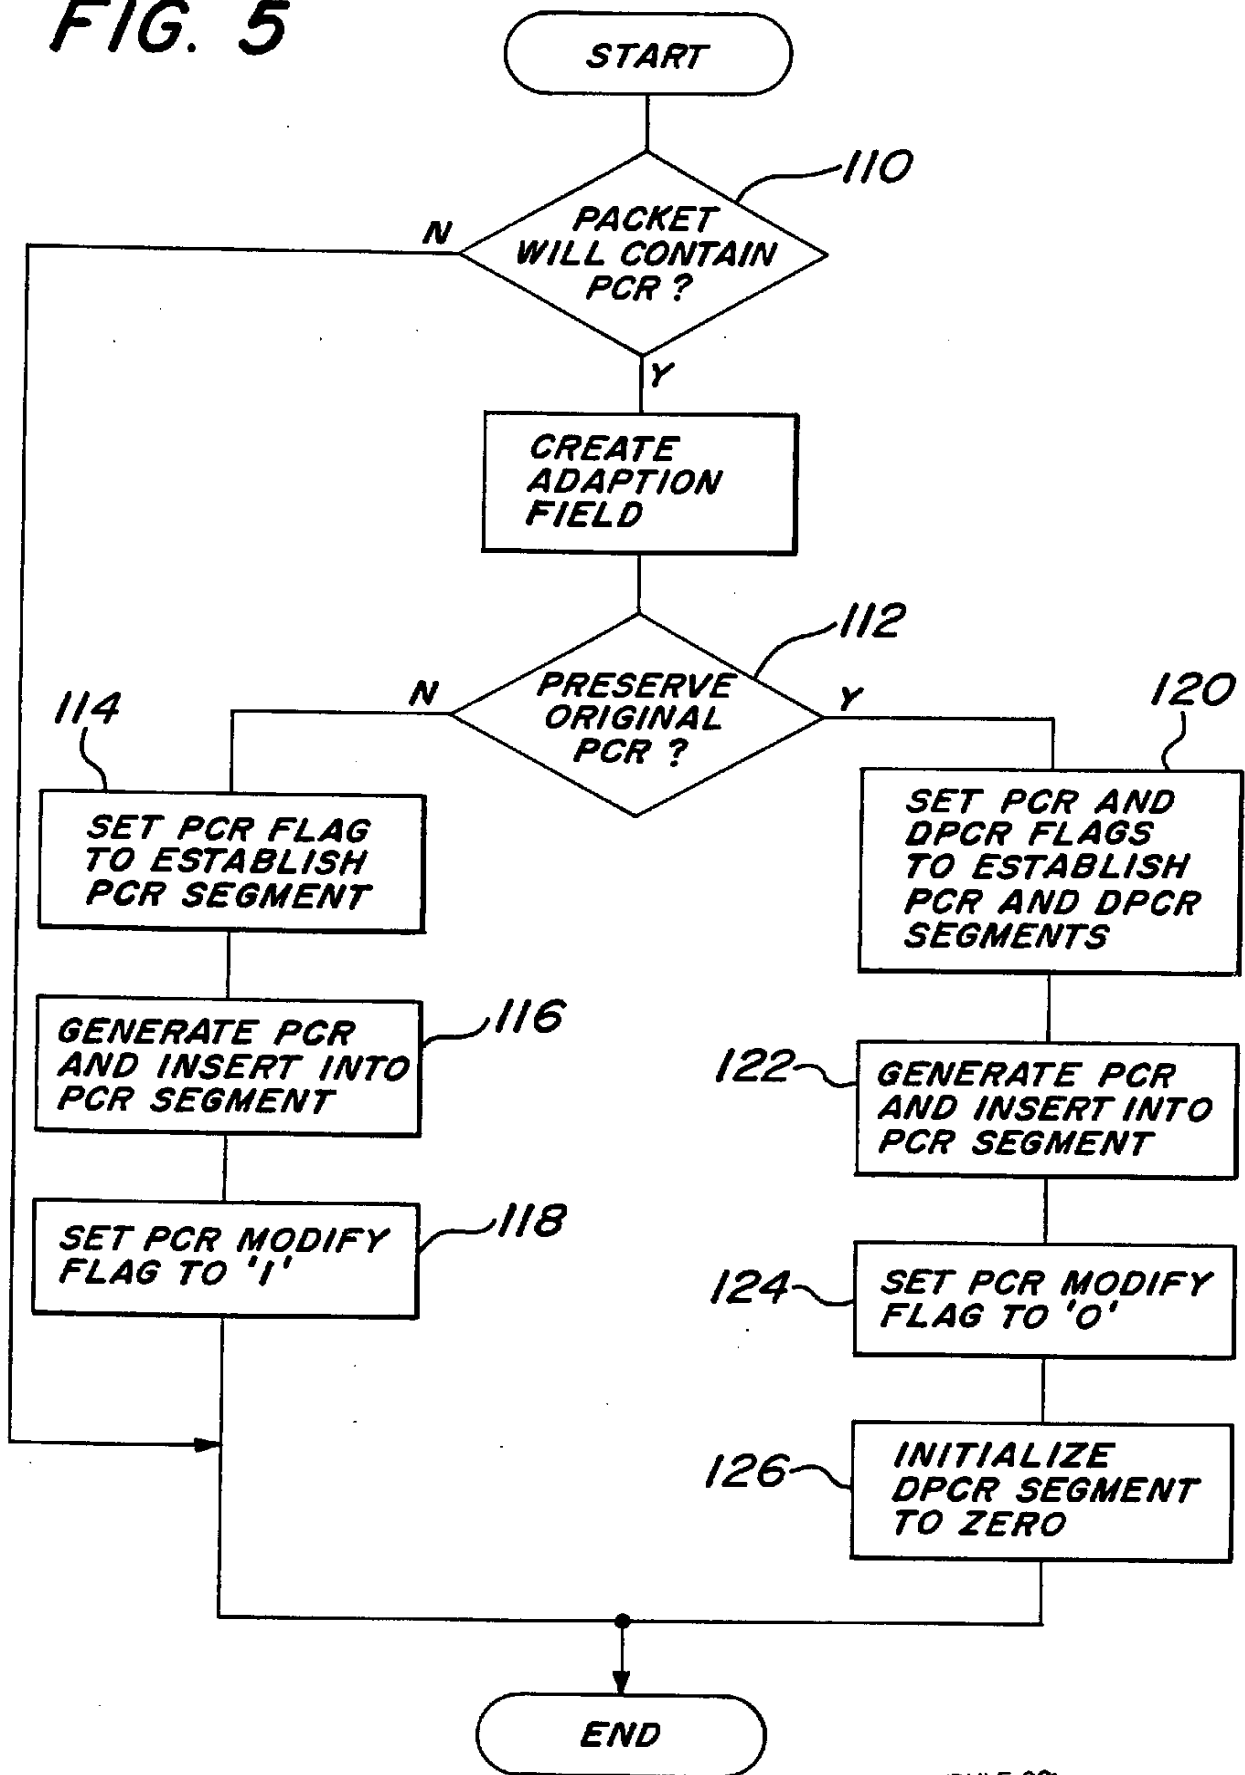 FIG. 5
START
110
PACKET
WILL CONTAIN
PCR ?
N
Y
CREATE
ADAPTION
FIELD
112
PRESERVE
ORIGINAL
PCR ?
N
Y
114
SET PCR FLAG
TO ESTABLISH
PCR SEGMENT
120
SET PCR AND
DPCR FLAGS
TO ESTABLISH
PCR AND DPCR
SEGMENTS
116
GENERATE PCR
AND INSERT INTO
PCR SEGMENT
122
GENERATE PCR
AND INSERT INTO
PCR SEGMENT
118
SET PCR MODIFY
FLAG TO '1'
124
SET PCR MODIFY
FLAG TO '0'
126
INITIALIZE
DPCR SEGMENT
TO ZERO
END